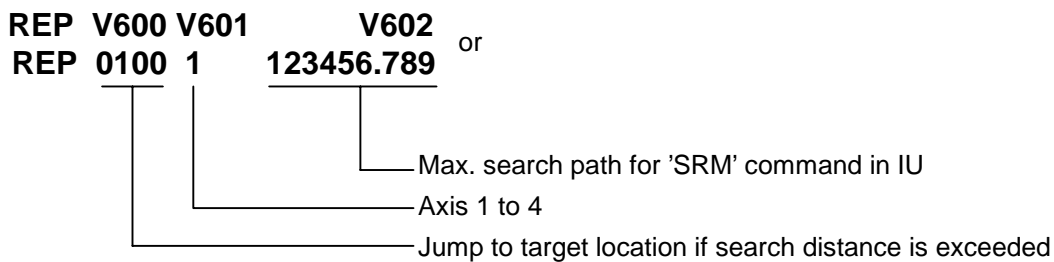 REP V600 V601 V602 or
REP 0100 1 123456.789
Max. search path for ’SRM’ command in IU
Axis 1 to 4
Jump to target location if search distance is exceeded